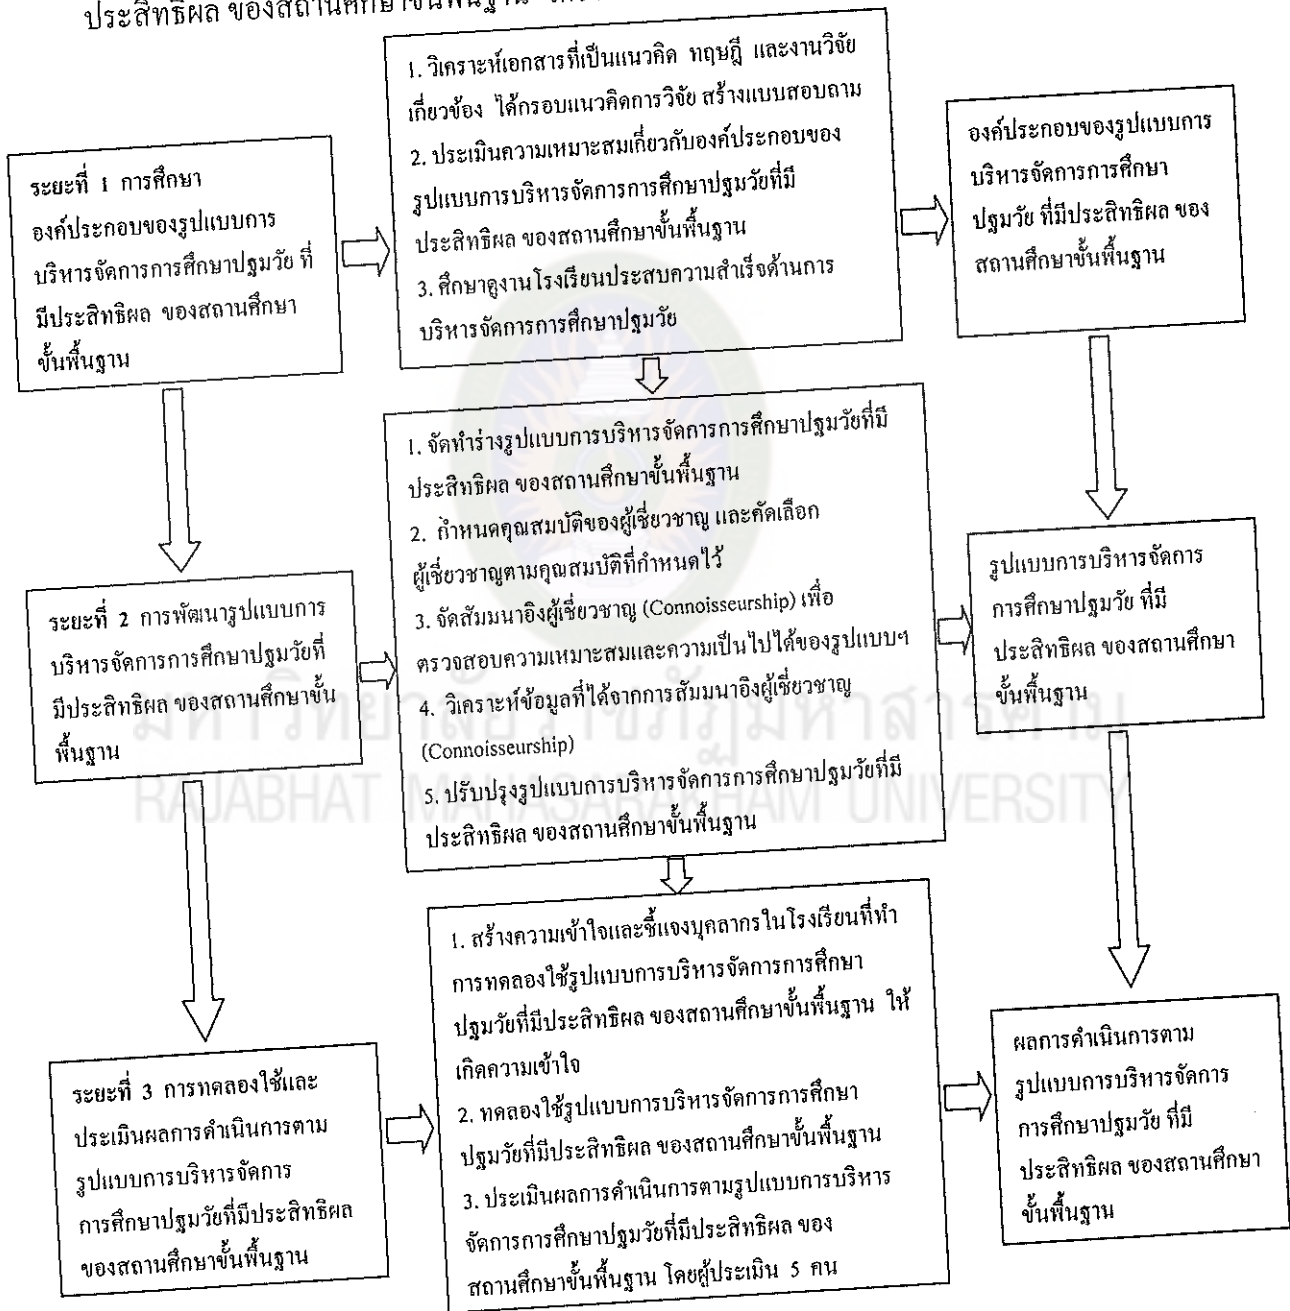 ประสิทธิผล ของสถานศึกษาขั้นพื้นฐาน
ระยะที่ 1 การศึกษา
องค์ประกอบของรูปแบบการ
บริหารจัดการการศึกษาปฐมวัย ที่
มีประสิทธิผล ของสถานศึกษา
ขั้นพื้นฐาน
1. วิเคราะห์เอกสารที่เป็นแนวคิด ทฤษฎี และงานวิจัย
เกี่ยวข้อง ได้กรอบแนวคิดการวิจัย สร้างแบบสอบถาม
2. ประเมินความเหมาะสมเกี่ยวกับองค์ประกอบของ
รูปแบบการบริหารจัดการการศึกษาปฐมวัยที่มี
ประสิทธิผล ของสถานศึกษาขั้นพื้นฐาน
3. ศึกษาดูงานโรงเรียนประสบความสำเร็จด้านการ
บริหารจัดการการศึกษาปฐมวัย
องค์ประกอบของรูปแบบการ
บริหารจัดการการศึกษา
ปฐมวัย ที่มีประสิทธิผล ของ
สถานศึกษาขั้นพื้นฐาน
ระยะที่ 2 การพัฒนารูปแบบการ
บริหารจัดการการศึกษาปฐมวัยที่
มีประสิทธิผล ของสถานศึกษาขั้น
พื้นฐาน
1. จัดทำร่างรูปแบบการบริหารจัดการการศึกษาปฐมวัยที่มี
ประสิทธิผล ของสถานศึกษาขั้นพื้นฐาน
2. กำหนดคุณสมบัติของผู้เชี่ยวชาญ และคัดเลือก
ผู้เชี่ยวชาญตามคุณสมบัติที่กำหนดไว้
3. จัดสัมมนาอิงผู้เชี่ยวชาญ (Connoisseurship) เพื่อ
ตรวจสอบความเหมาะสมและความเป็นไปได้ของรูปแบบฯ
4. วิเคราะห์ข้อมูลที่ได้จากการสัมมนาอิงผู้เชี่ยวชาญ
(Connoisseurship)
5. ปรับปรุงรูปแบบการบริหารจัดการการศึกษาปฐมวัยที่มี
ประสิทธิผล ของสถานศึกษาขั้นพื้นฐาน
รูปแบบการบริหารจัดการ
การศึกษาปฐมวัย ที่มี
ประสิทธิผล ของสถานศึกษา
ขั้นพื้นฐาน
มหาวิทยาลัยราชภัฏมหาสารคาม
RAJABHAT MAHASARAKHAM UNIVERSITY
ระยะที่ 3 การทดลองใช้และ
ประเมินผลการดำเนินการตาม
รูปแบบการบริหารจัดการ
การศึกษาปฐมวัยที่มีประสิทธิผล
ของสถานศึกษาขั้นพื้นฐาน
1. สร้างความเข้าใจและชี้แจงบุคลากรในโรงเรียนที่ทำ
การทดลองใช้รูปแบบการบริหารจัดการการศึกษา
ปฐมวัยที่มีประสิทธิผล ของสถานศึกษาขั้นพื้นฐาน ให้
เกิดความเข้าใจ
2. ทดลองใช้รูปแบบการบริหารจัดการการศึกษา
ปฐมวัยที่มีประสิทธิผล ของสถานศึกษาขั้นพื้นฐาน
3. ประเมินผลการดำเนินการตามรูปแบบการบริหาร
จัดการการศึกษาปฐมวัยที่มีประสิทธิผล ของ
สถานศึกษาขั้นพื้นฐาน โดยผู้ประเมิน 5 คน
ผลการดำเนินการตาม
รูปแบบการบริหารจัดการ
การศึกษาปฐมวัย ที่มี
ประสิทธิผล ของสถานศึกษา
ขั้นพื้นฐาน